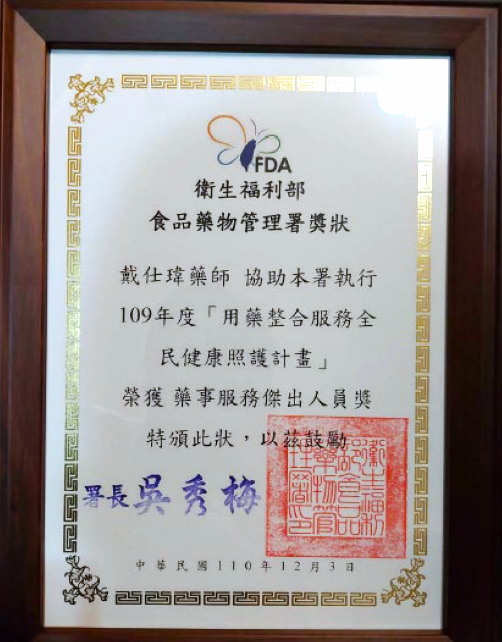 FDA
衛生福利部
食品藥物管理署獎狀
戴仕瑋藥師 協助本署執行
109年度「用藥整合服務全
民健康照護計畫」
榮獲 藥事服務傑出人員獎
特頒此狀,以茲鼓勵
署長 吳秀梅
中華民國110年12月3日